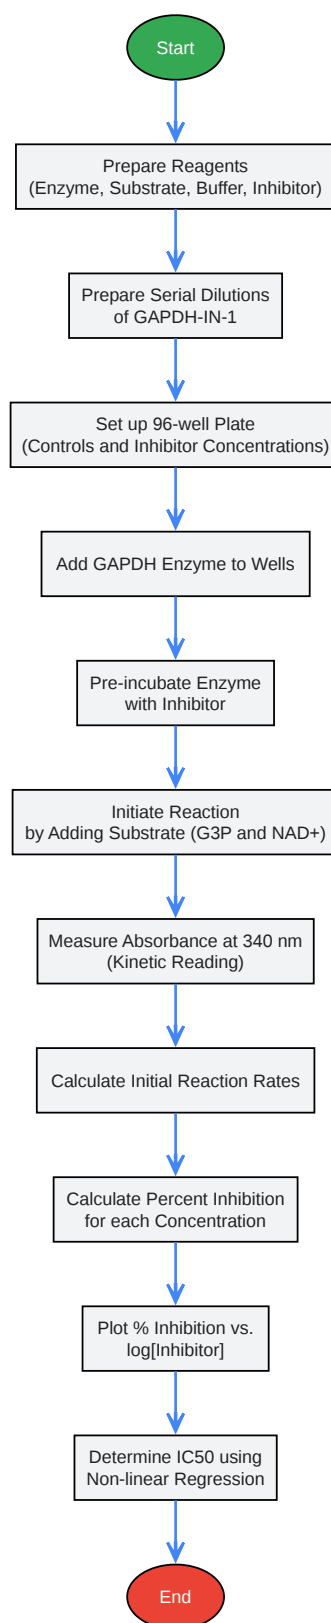 Start
Prepare Reagents
(Enzyme, Substrate, Buffer, Inhibitor)
Prepare Serial Dilutions
of GAPDH-IN-1
Set up 96-well Plate
(Controls and Inhibitor Concentrations)
Add GAPDH Enzyme to Wells
Pre-incubate Enzyme
with Inhibitor
Initiate Reaction
by Adding Substrate (G3P and NAD+)
Measure Absorbance at 340 nm
(Kinetic Reading)
Calculate Initial Reaction Rates
Calculate Percent Inhibition
for each Concentration
Plot % Inhibition vs.
log[Inhibitor]
Determine IC50 using
Non-linear Regression
End